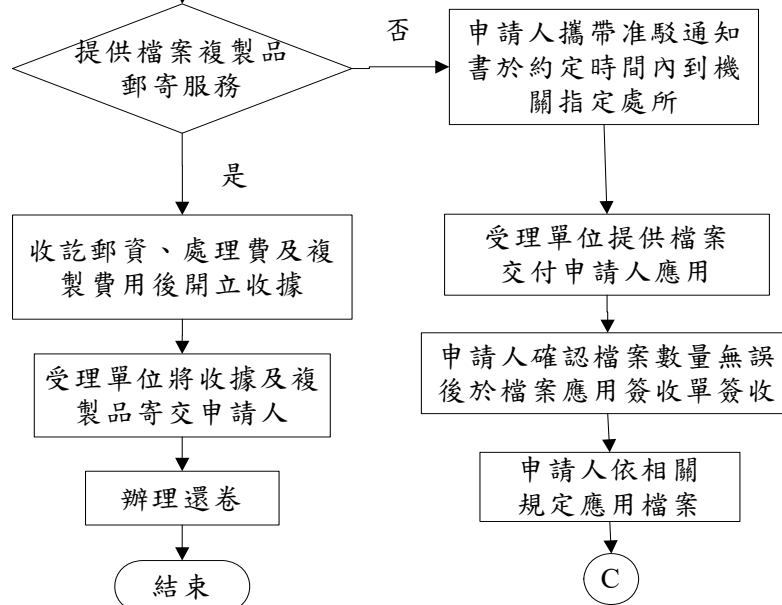 提供檔案複製品
郵寄服務
否
申請人攜帶准駁通知
書於約定時間內到機
關指定處所
是
收訖郵資、處理費及複
製費用後開立收據
受理單位提供檔案
交付申請人應用
受理單位將收據及複
製品寄交申請人
申請人確認檔案數量無誤
後於檔案應用簽收單簽收
辦理還卷
申請人依相關
規定應用檔案
結束
C